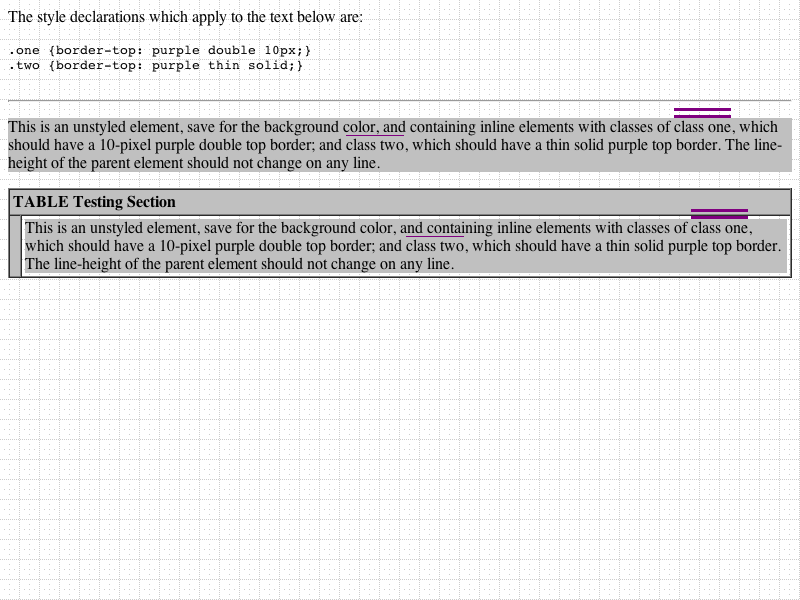 The style declarations which apply to the text below are:
.one {border-top: purple double 10px;}
.two {border-top: purple thin solid;}
This is an unstyled element, save for the background color, and containing inline elements with classes of class one, which
should have a 10-pixel purple double top border; and class two, which should have a thin solid purple top border. The line-
height of the parent element should not change on any line.
TABLE Testing Section
This is an unstyled element, save for the background color, and containing inline elements with classes of class one,
which should have a 10-pixel purple double top border; and class two, which should have a thin solid purple top border.
The line-height of the parent element should not change on any line.